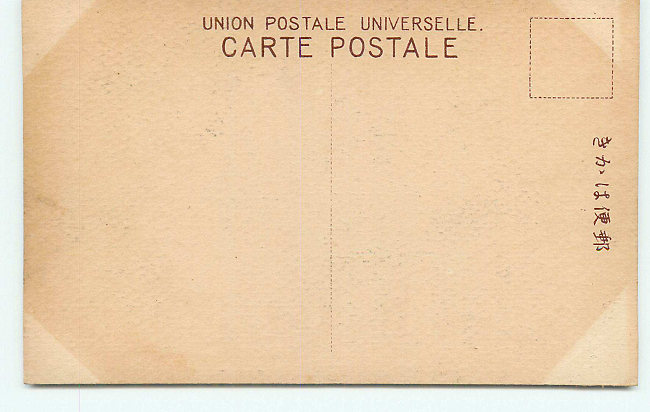 UNION POSTALE UNIVERSELLE.
CARTE POSTALE
きかは便郵